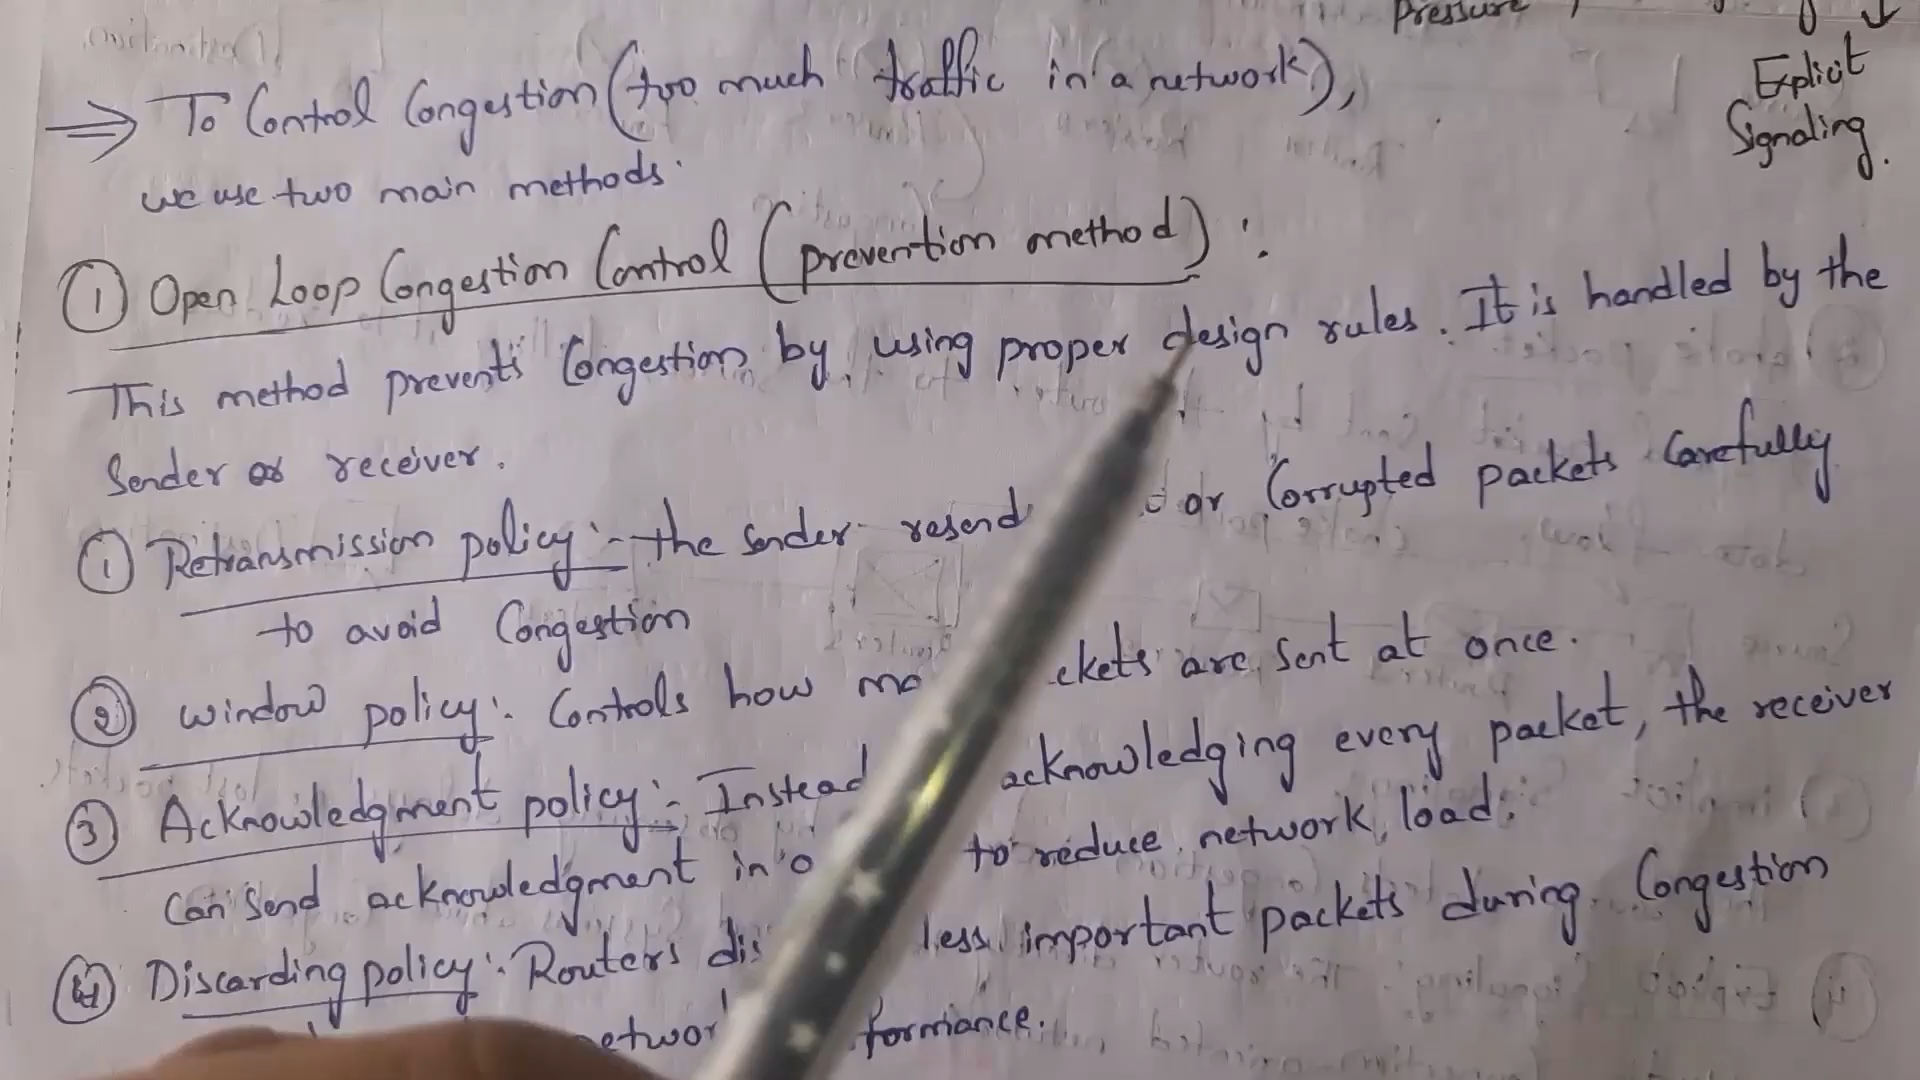 Pressure
Explicit
Signaling.
⇒ To Control Congestion (too much traffic in a network),
we use two main methods.
① Open Loop Congestion Control (prevention method) :
This method prevents Congestion by using proper design rules. It is handled by the
Sender or receiver.
① Retransmission policy :- the sender resend or Corrupted packets Carefully
to avoid Congestion
② window policy :- Controls how are sent at once.
③ Acknowledgment policy :- Instead acknowledging every packet, the receiver
Can Send acknowledgment in to reduce network load.
④ Discarding policy :- Routers less important packets during Congestion